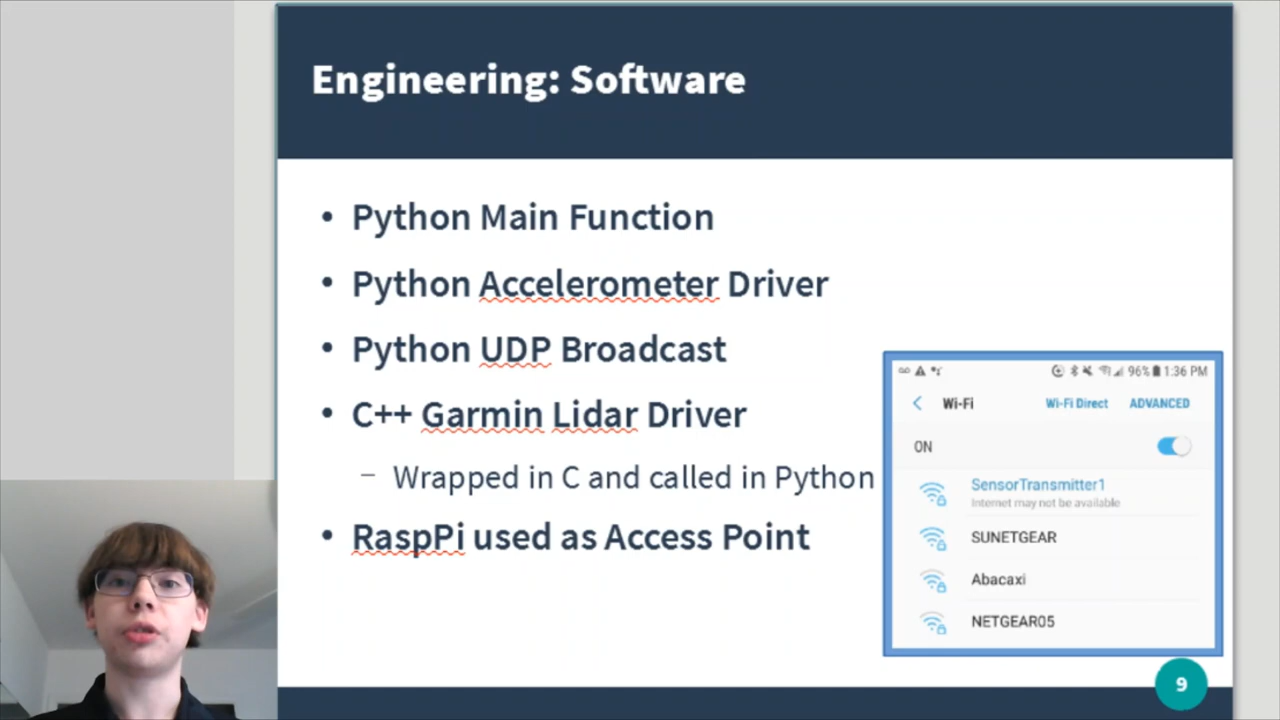 Engineering: Software
• Python Main Function
• Python Accelerometer Driver
• Python UDP Broadcast
• C++ Garmin Lidar Driver
– Wrapped in C and called in Python
• RaspPi used as Access Point
96% 1:36 PM
Wi-Fi Wi-Fi Direct ADVANCED
ON
SensorTransmitter1
Internet may not be available
SUNETGEAR
Abacaxi
NETGEAR05
9